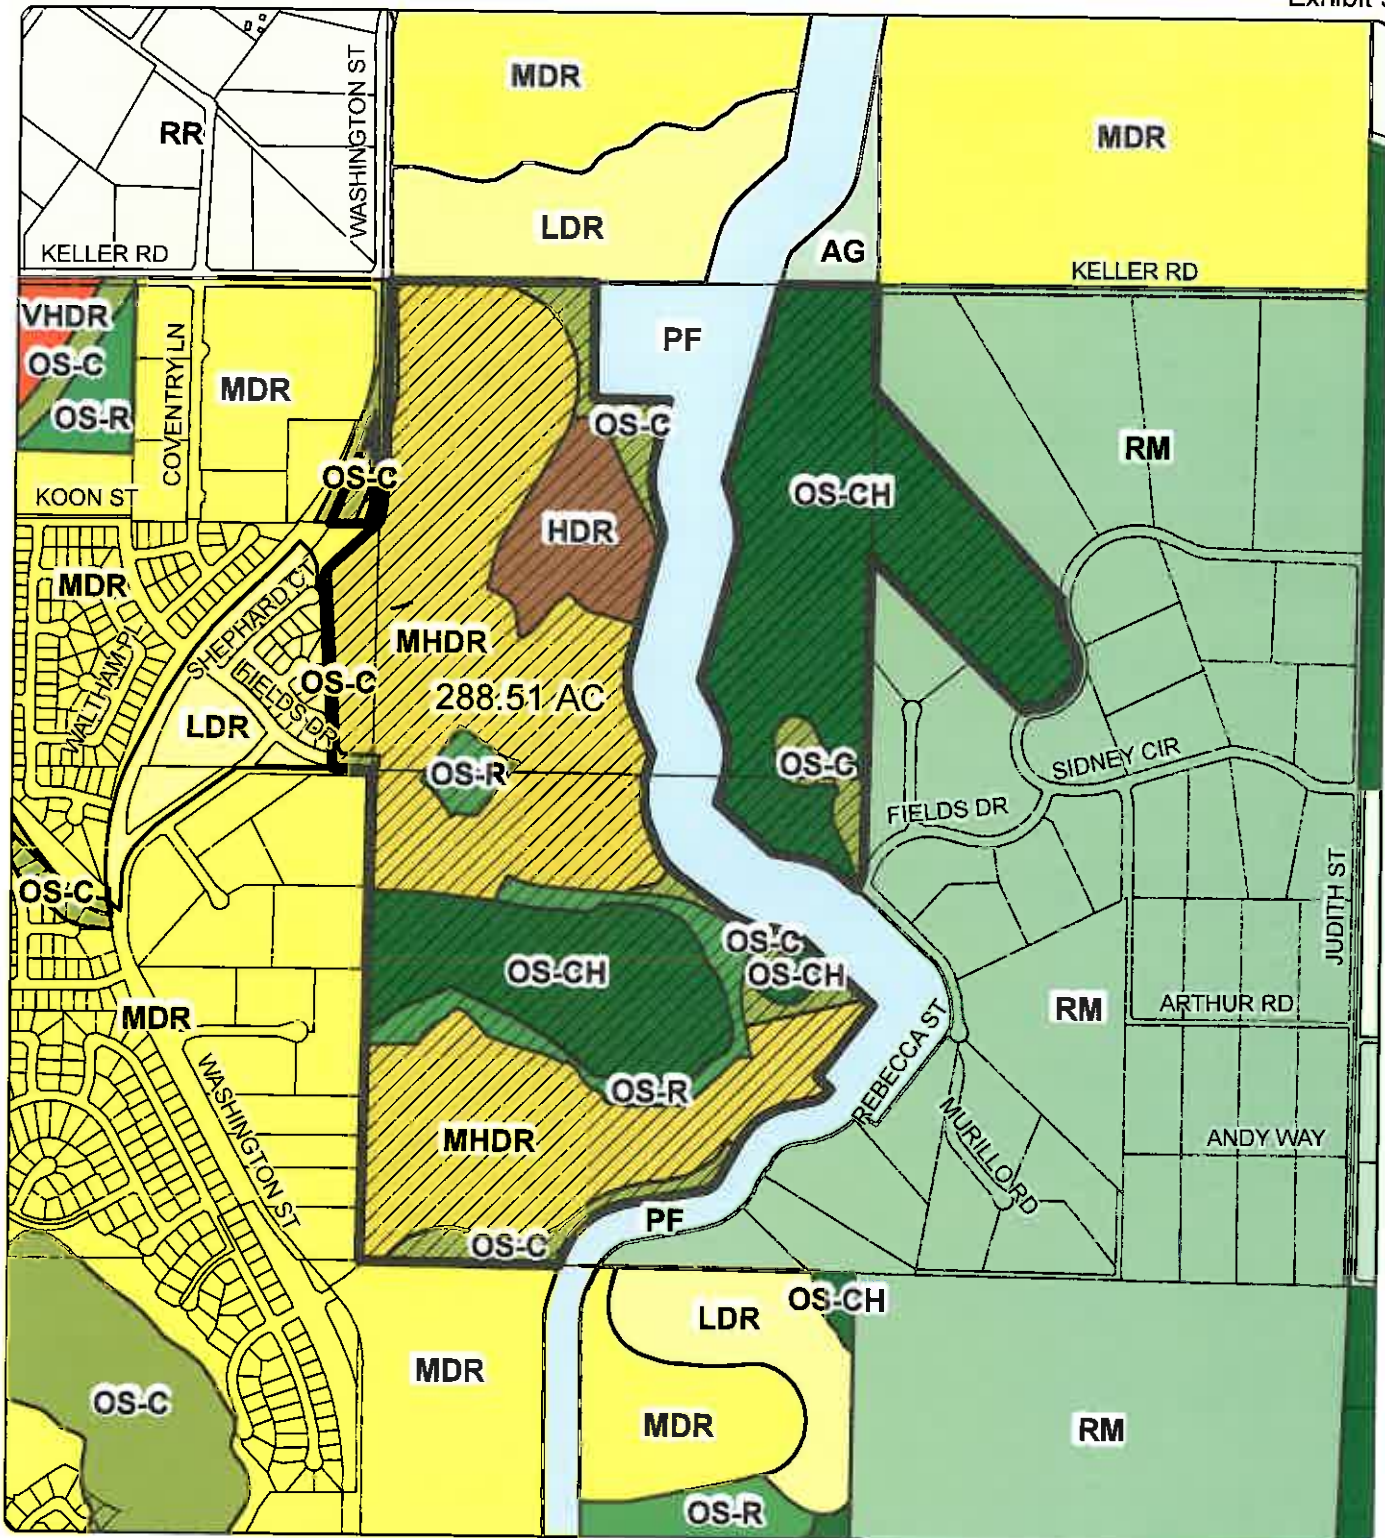 MDR
WASHINGTON ST
RR
MDR
LDR
AG
KELLER RD
KELLER RD
VHDR
OS-C
OS-R
COVENTRY LN
MDR
PF
OS-C
RM
OS-C
KOON ST
OS-CH
HDR
MDR
SHEPHARD CT
WALTHAM PL
MHDR
FIELDS DR
OS-C
288.51 AC
LDR
OS-R
OS-C
SIDNEY CIR
FIELDS DR
OS-C
JUDITH ST
OS-C
OS-CH
OS-CH
MDR
RM
ARTHUR RD
REBECCA ST
WASHINGTON ST
OS-R
MHDR
MURILLO RD
ANDY WAY
PF
OS-C
OS-CH
LDR
MDR
OS-C
MDR
RM
OS-R